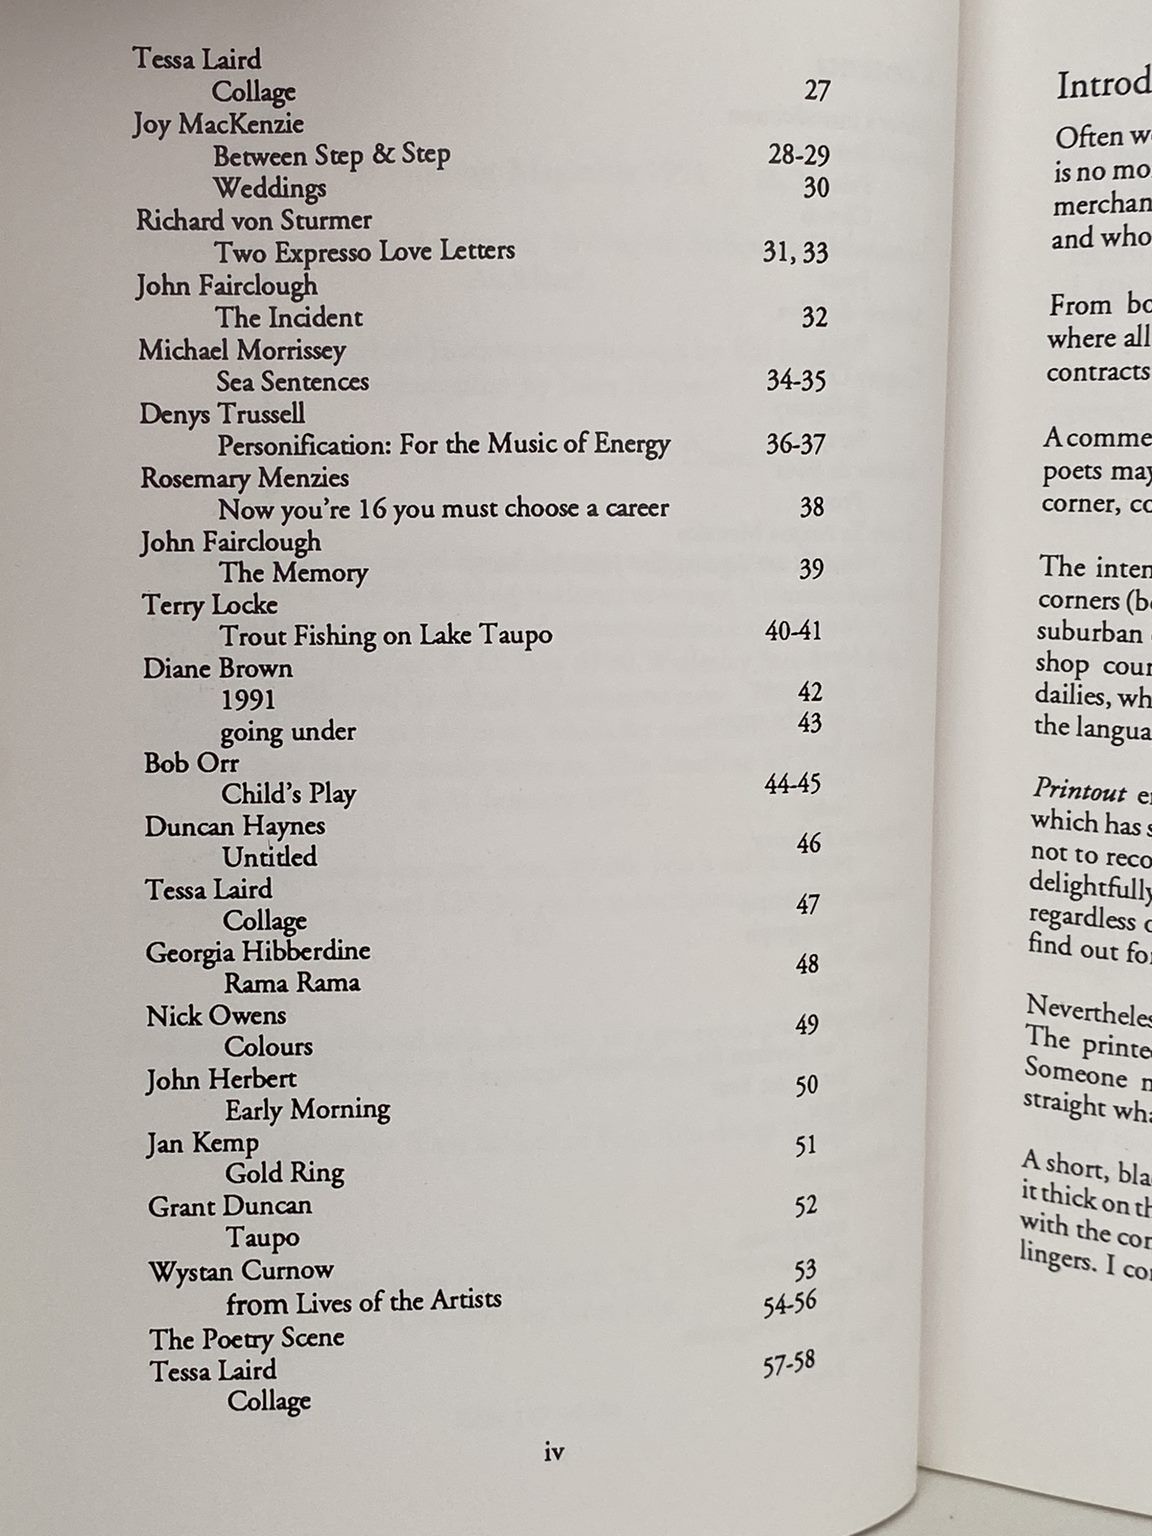 Tessa Laird
Collage 27
Joy MacKenzie
Between Step & Step 28-29
Weddings 30
Richard von Sturmer
Two Expresso Love Letters 31, 33
John Fairclough
The Incident 32
Michael Morrissey
Sea Sentences 34-35
Denys Trussell
Personification: For the Music of Energy 36-37
Rosemary Menzies
Now you're 16 you must choose a career 38
John Fairclough
The Memory 39
Terry Locke
Trout Fishing on Lake Taupo 40-41
Diane Brown
1991 42
going under 43
Bob Orr
Child's Play 44-45
Duncan Haynes
Untitled 46
Tessa Laird
Collage 47
Georgia Hibberdine
Rama Rama 48
Nick Owens
Colours 49
John Herbert
Early Morning 50
Jan Kemp
Gold Ring 51
Grant Duncan
Taupo 52
Wystan Curnow 53
from Lives of the Artists 54-56
The Poetry Scene
Tessa Laird 57-58
Collage
iv
Introd
Often w
is no mo
merchan
and who
From bo
where all
contracts
A comme
poets may
corner, co
The inten
corners (b
suburban
shop cour
dailies, wh
the langua
Printout e
which has s
not to reco
delightfully
regardless
find out for
Nevertheles
The printe
Someone
straight wha
A short, bla
it thick on th
with the cor
lingers. I co